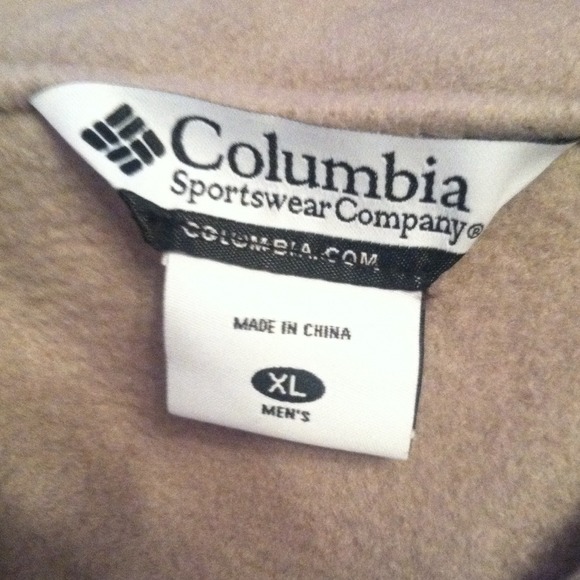 Columbia
Sportswear Company®
COLUMBIA.COM
MADE IN CHINA
XL
MEN'S